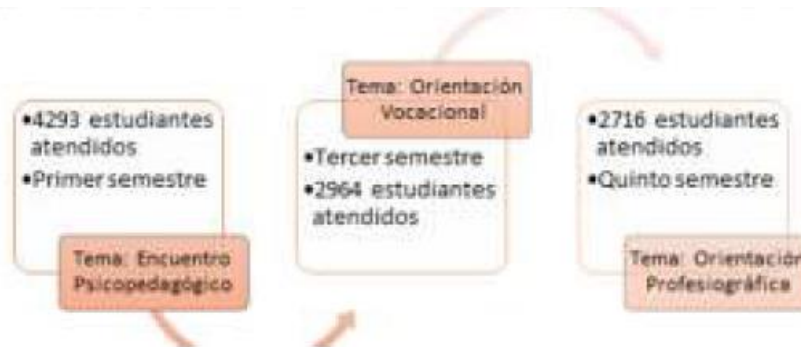 •4293 estudiantes
atendidos
•Primer semestre
Tema: Encuentro
Psicopedagógico
Tema: Orientación
Vocacional
•Tercer semestre
•2964 estudiantes
atendidos
•2716 estudiantes
atendidos
•Quinto semestre
Tema: Orientación
Profesiográfica